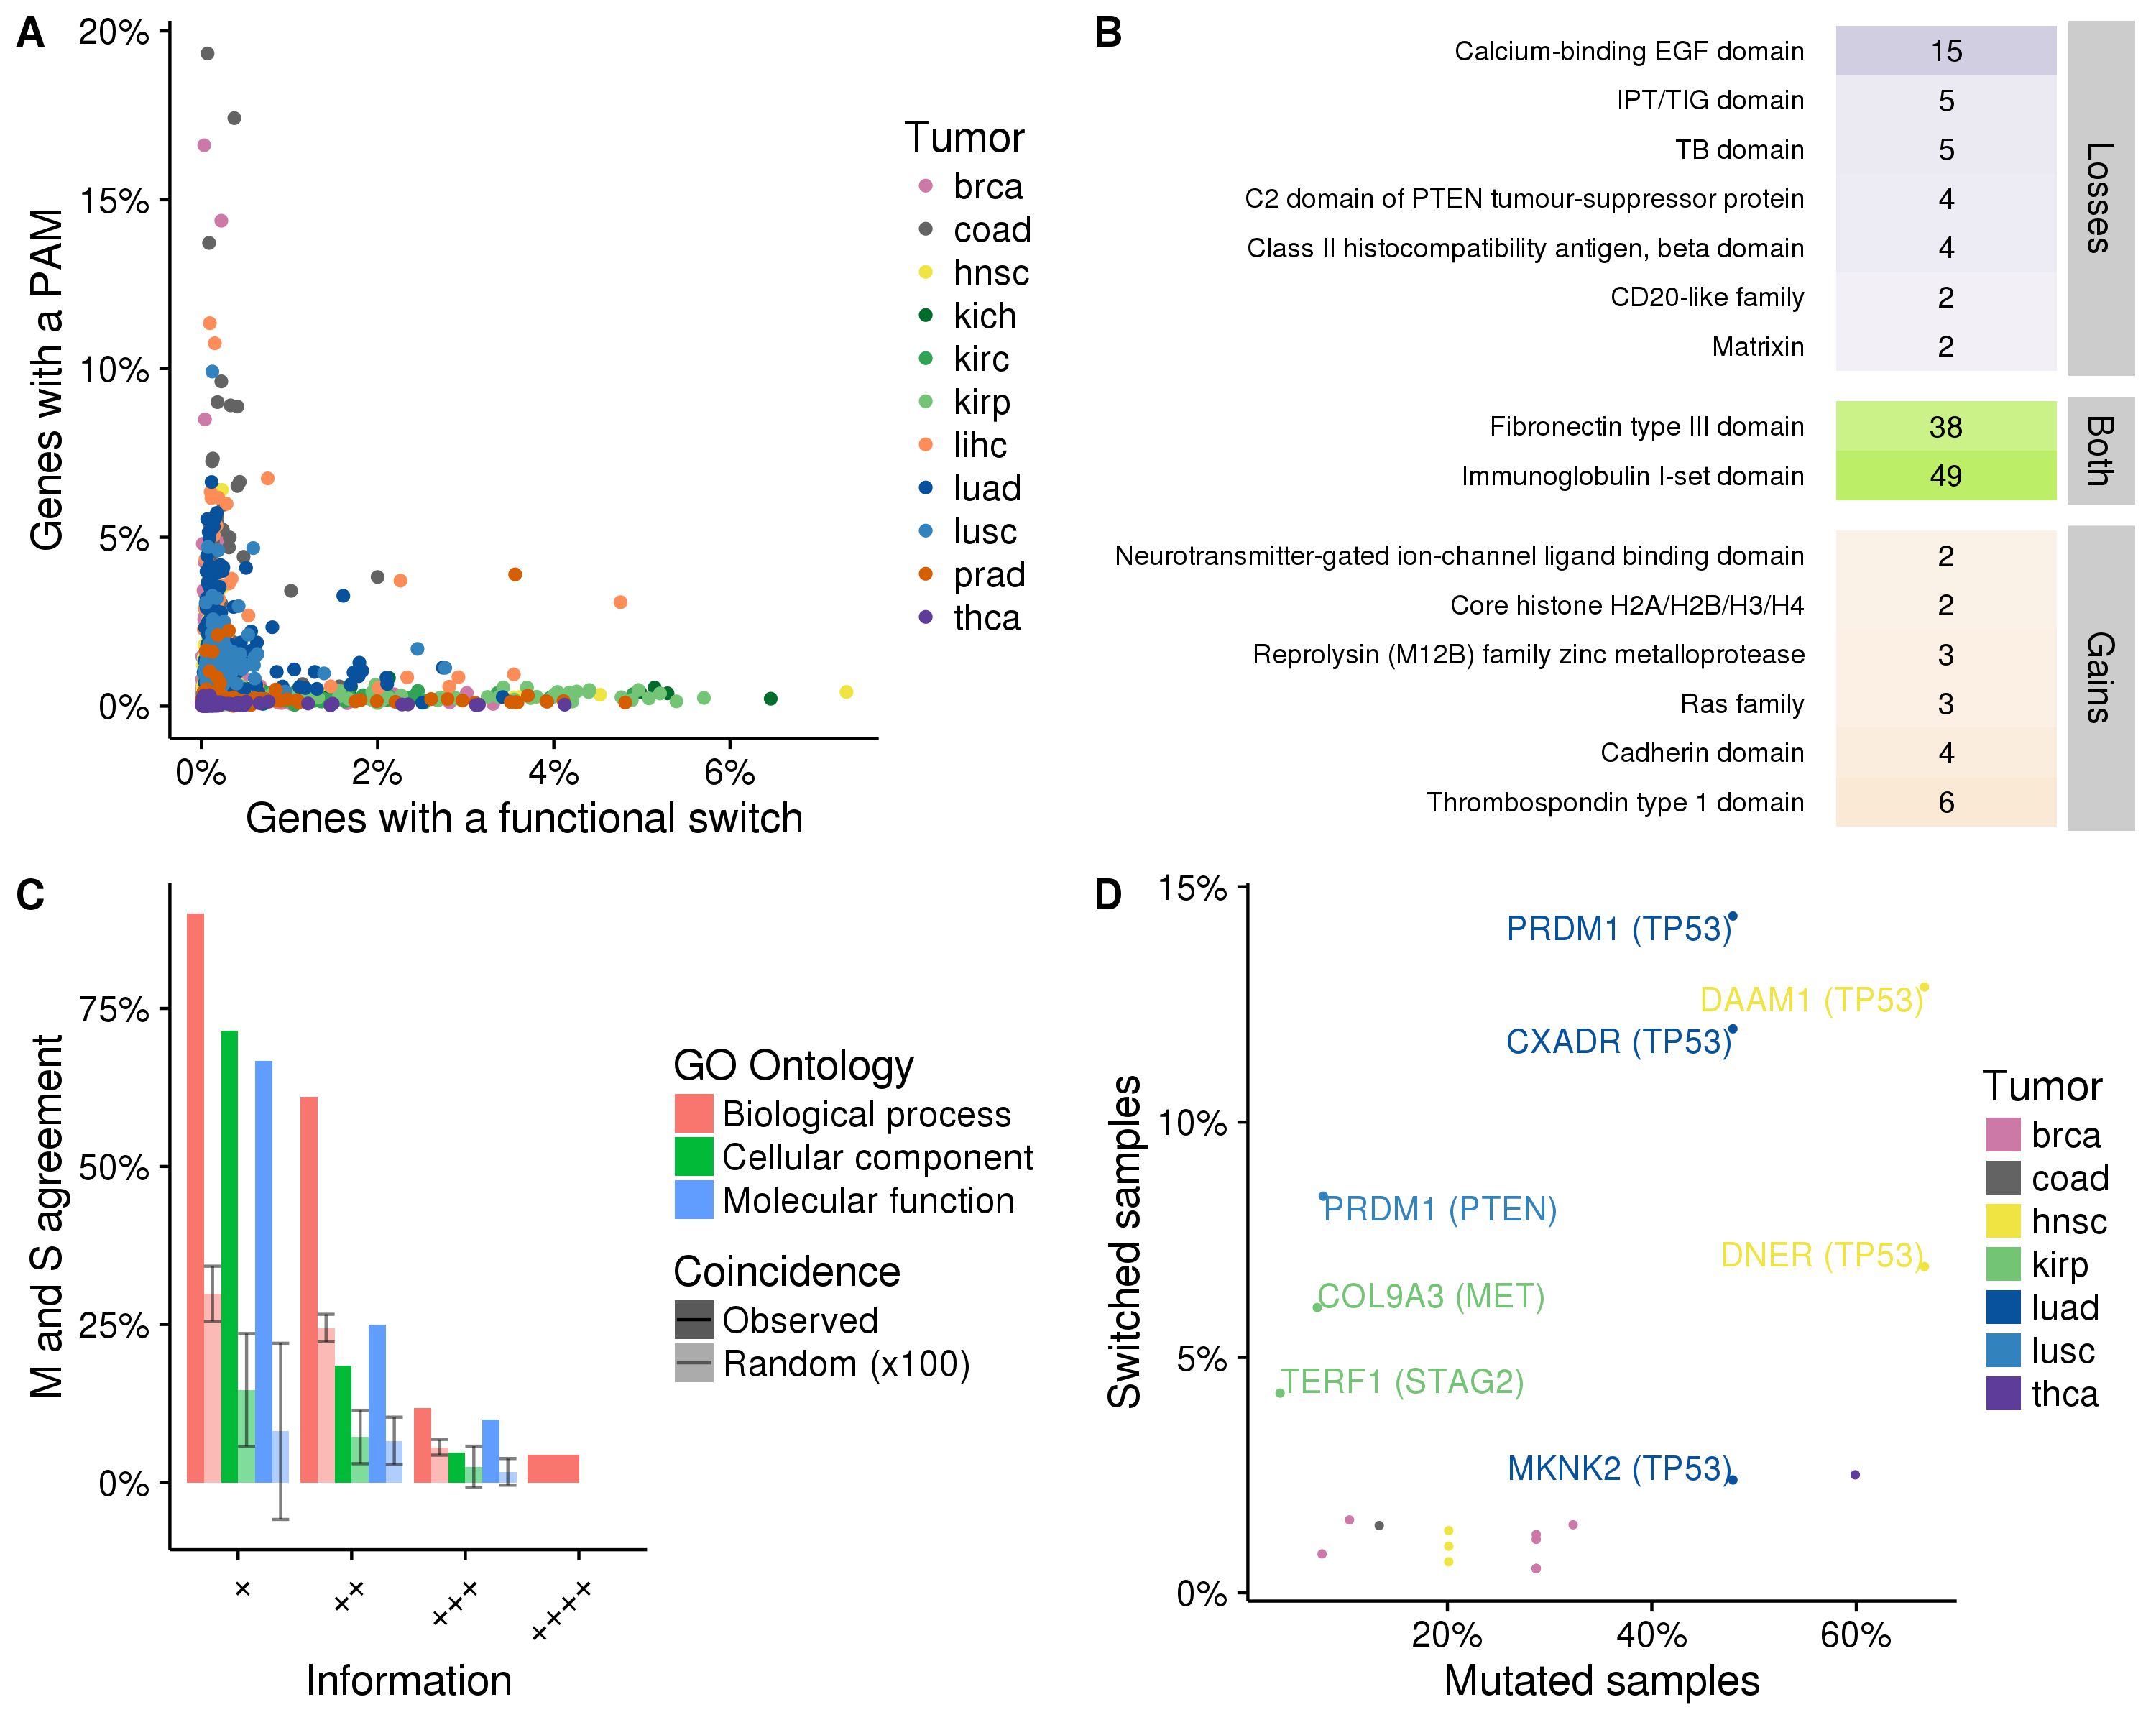 A
20%
15%
10%
5%
0%
Genes with a PAM
0%
2%
4%
6%
Genes with a functional switch
Tumor
brca
coad
hnsc
kich
kirc
kirp
lihc
luad
lusc
prad
thca
B
Calcium-binding EGF domain 15
IPT/TIG domain 5
TB domain 5
C2 domain of PTEN tumour-suppressor protein 4
Class II histocompatibility antigen, beta domain 4
CD20-like family 2
Matrixin 2
Losses
Fibronectin type III domain 38
Immunoglobulin I-set domain 49
Both
Neurotransmitter-gated ion-channel ligand binding domain 2
Core histone H2A/H2B/H3/H4 2
Reprolysin (M12B) family zinc metalloprotease 3
Ras family 3
Cadherin domain 4
Thrombospondin type 1 domain 6
Gains
C
75%
50%
25%
0%
M and S agreement
+
++
+++
++++
Information
GO Ontology
Biological process
Cellular component
Molecular function
Coincidence
Observed
Random (x100)
D
15%
10%
5%
0%
Switched samples
PRDM1 (TP53)
DAAM1 (TP53)
CXADR (TP53)
PRDM1 (PTEN)
DNER (TP53)
COL9A3 (MET)
TERF1 (STAG2)
MKNK2 (TP53)
20%
40%
60%
Mutated samples
Tumor
brca
coad
hnsc
kirp
luad
lusc
thca